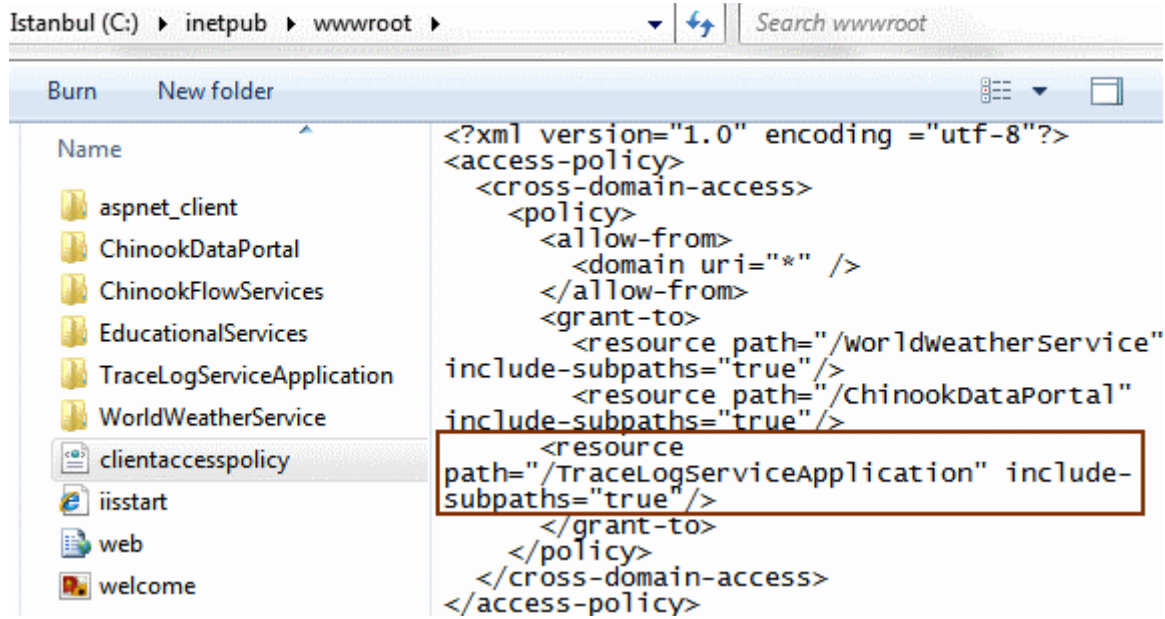 Istanbul (C:) ▸ inetpub ▸ wwwroot ▸
Search wwwroot
Burn New folder
Name
aspnet_client
ChinookDataPortal
ChinookFlowServices
EducationalServices
TraceLogServiceApplication
WorldWeatherService
clientaccesspolicy
iisstart
web
welcome
<?xml version="1.0" encoding ="utf-8"?>
<access-policy>
<cross-domain-access>
<policy>
<allow-from>
<domain uri="*" />
</allow-from>
<grant-to>
<resource path="/WorldWeatherService"
include-subpaths="true"/>
<resource path="/ChinookDataPortal"
include-subpaths="true"/>
<resource
path="/TraceLogServiceApplication" include-
subpaths="true"/>
</grant-to>
</policy>
</cross-domain-access>
</access-policy>